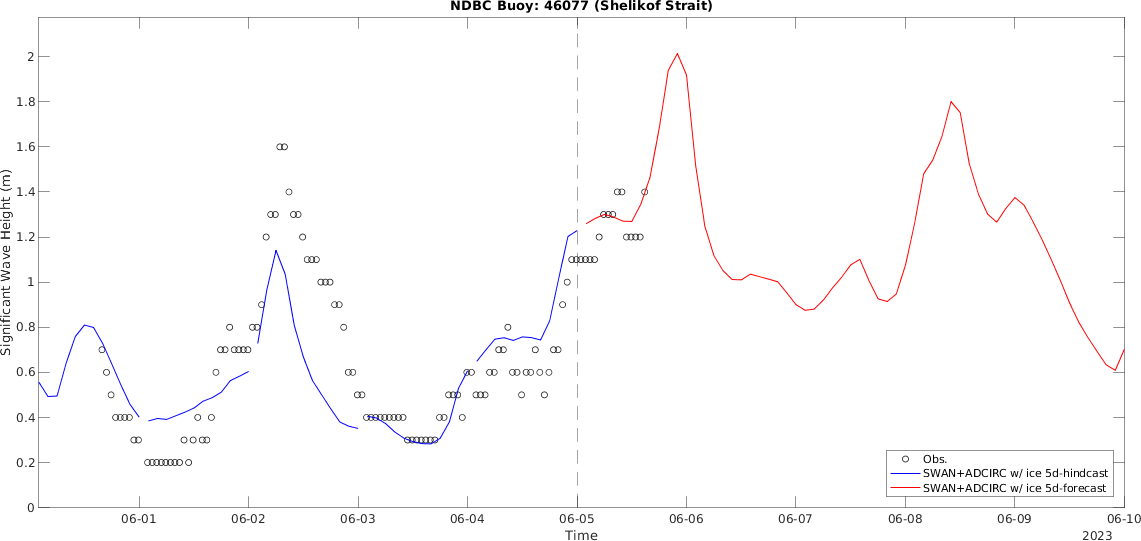 NDBC Buoy: 46077 (Shelikof Strait)
2
1.8
1.6
1.4
1.2
1
0.8
0.6
0.4
0.2
0
Significant Wave Height (m)
Obs.
SWAN+ADCIRC w/ ice 5d-hindcast
SWAN+ADCIRC w/ ice 5d-forecast
06-01 06-02 06-03 06-04 06-05 06-06 06-07 06-08 06-09 06-10
Time
2023